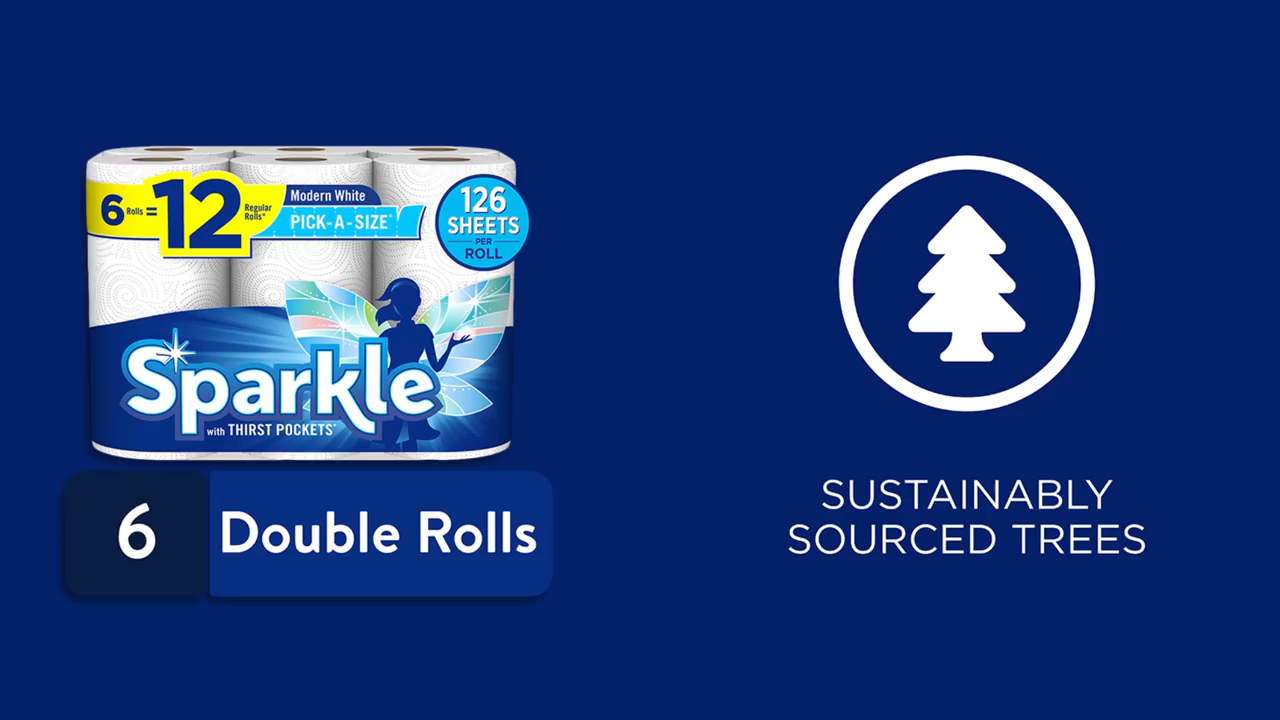 6 Rolls = 12 Regular Rolls*
Modern White
PICK-A-SIZE*
126
SHEETS
PER
ROLL
Sparkle
with THIRST POCKETS*
6 Double Rolls
SUSTAINABLY
SOURCED TREES